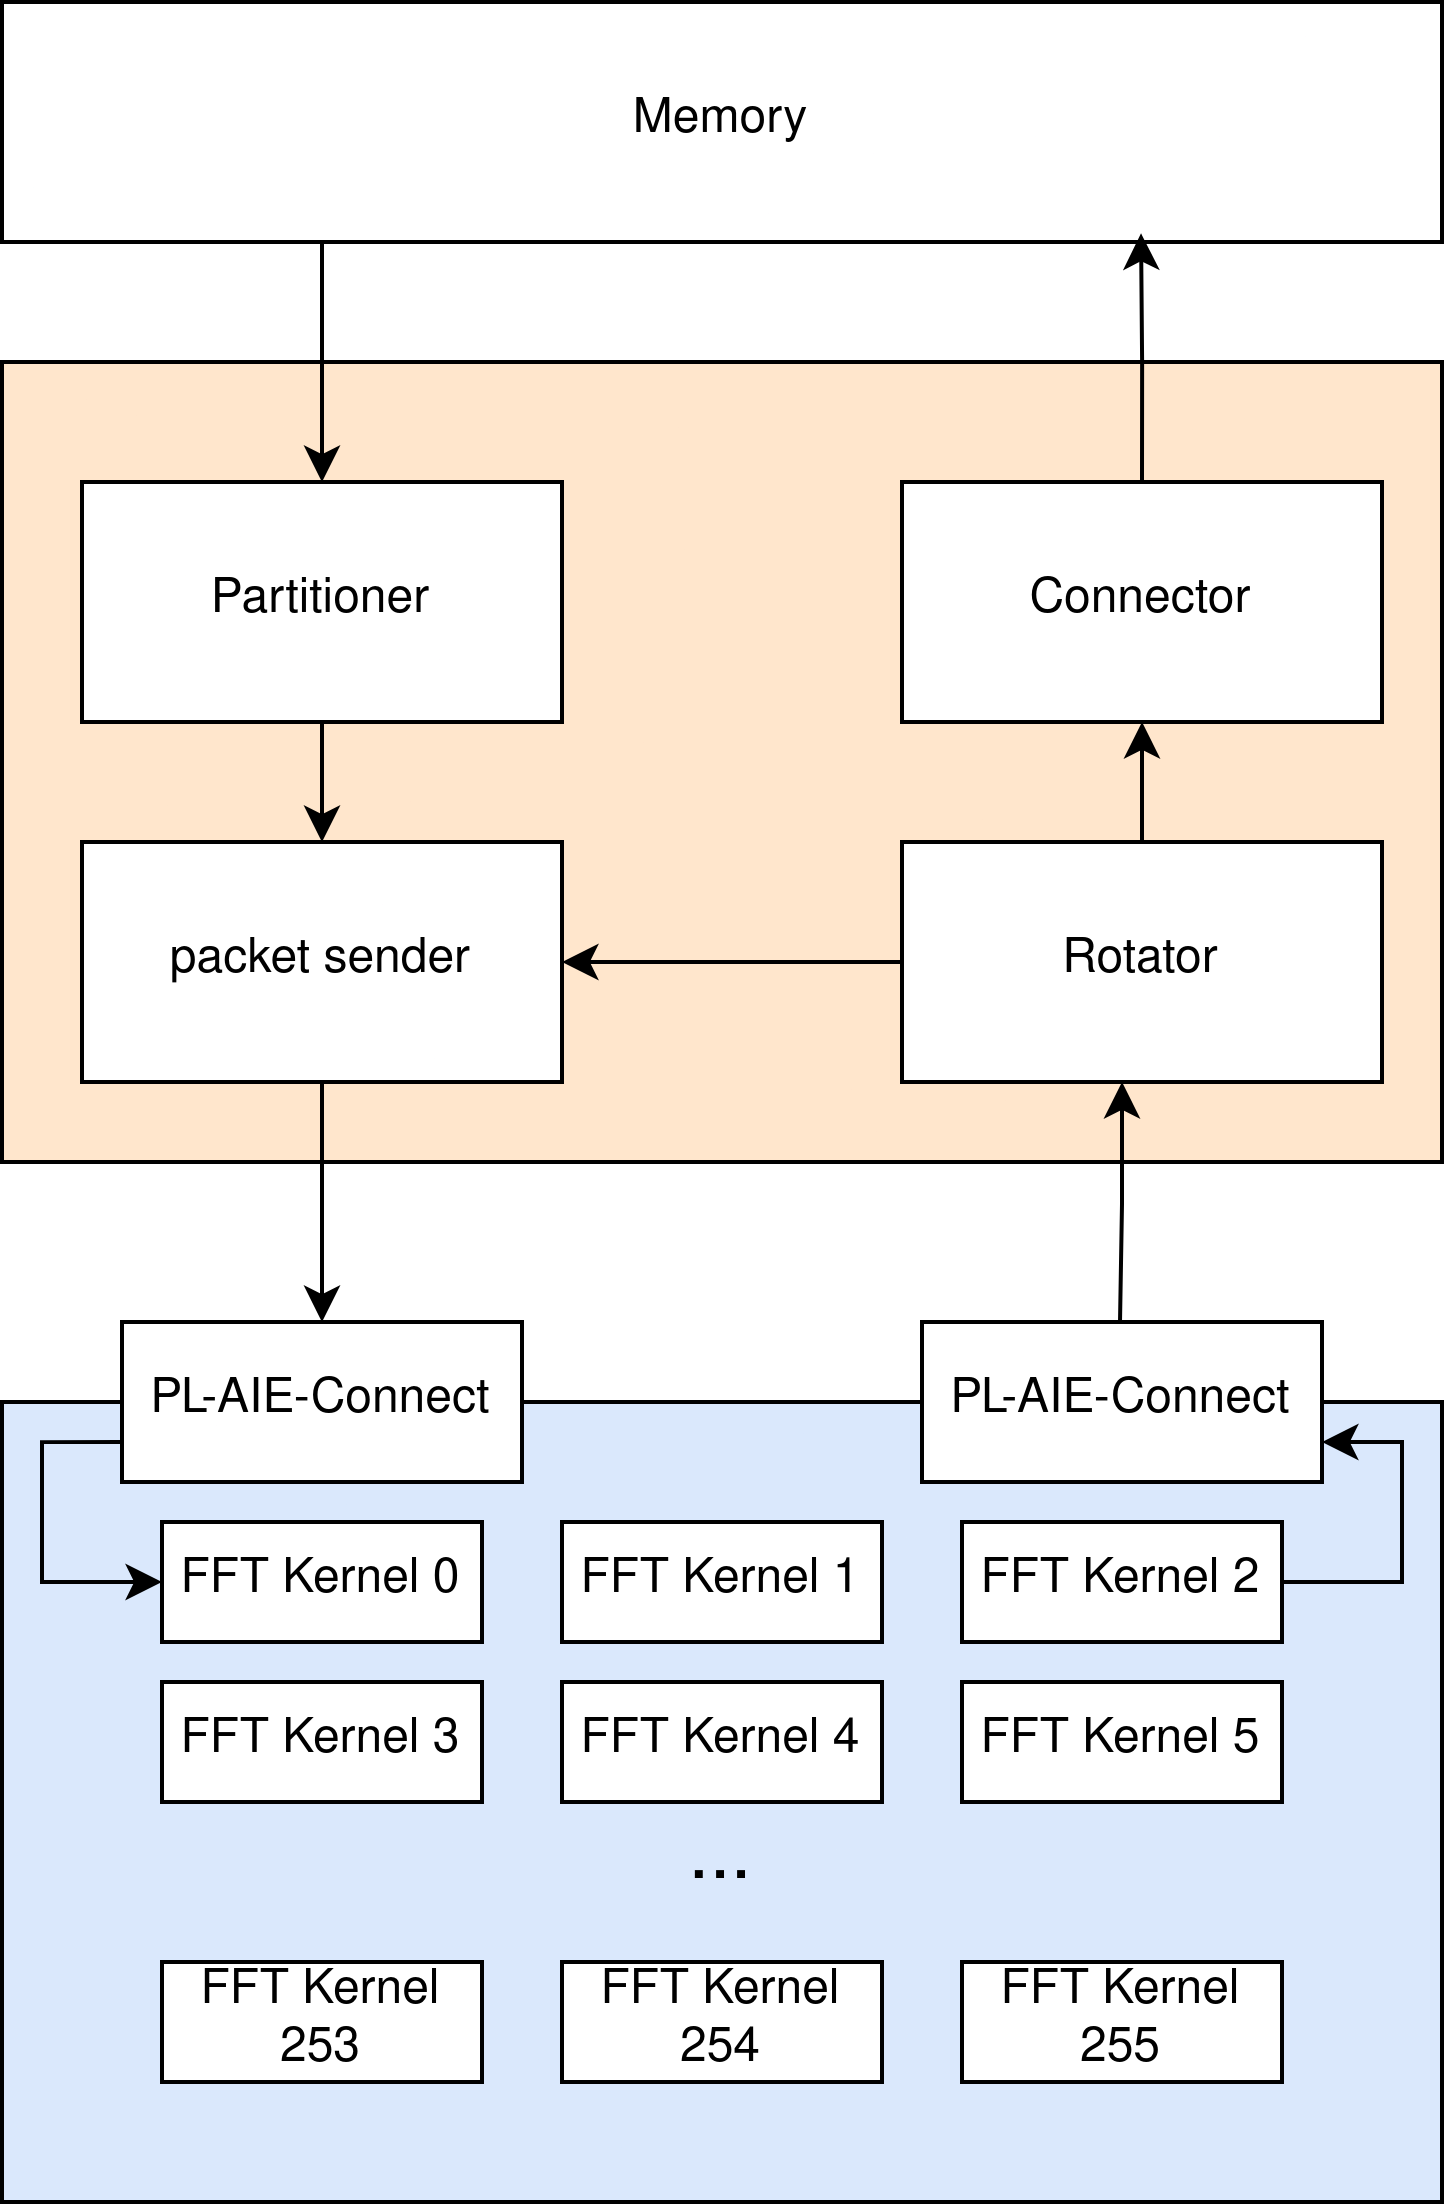 Memory
Partitioner
Connector
packet sender
Rotator
PL-AIE-Connect
PL-AIE-Connect
FFT Kernel 0
FFT Kernel 1
FFT Kernel 2
FFT Kernel 3
FFT Kernel 4
FFT Kernel 5
...
FFT Kernel
253
FFT Kernel
254
FFT Kernel
255